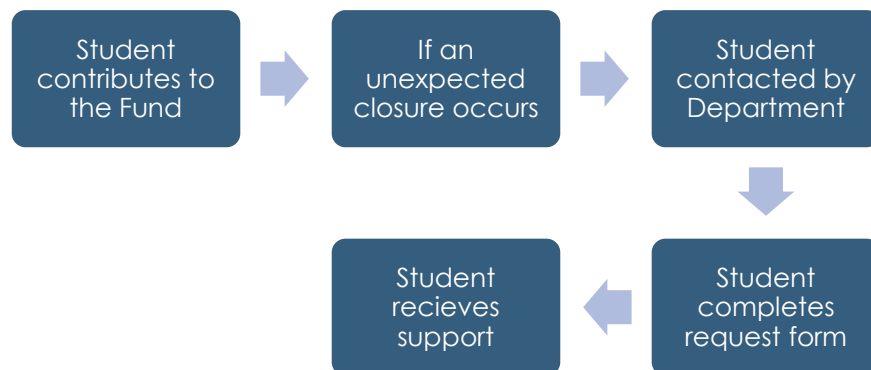 Student
contributes to
the Fund
If an
unexpected
closure occurs
Student
contacted by
Department
Student
completes
request form
Student
recieves
support